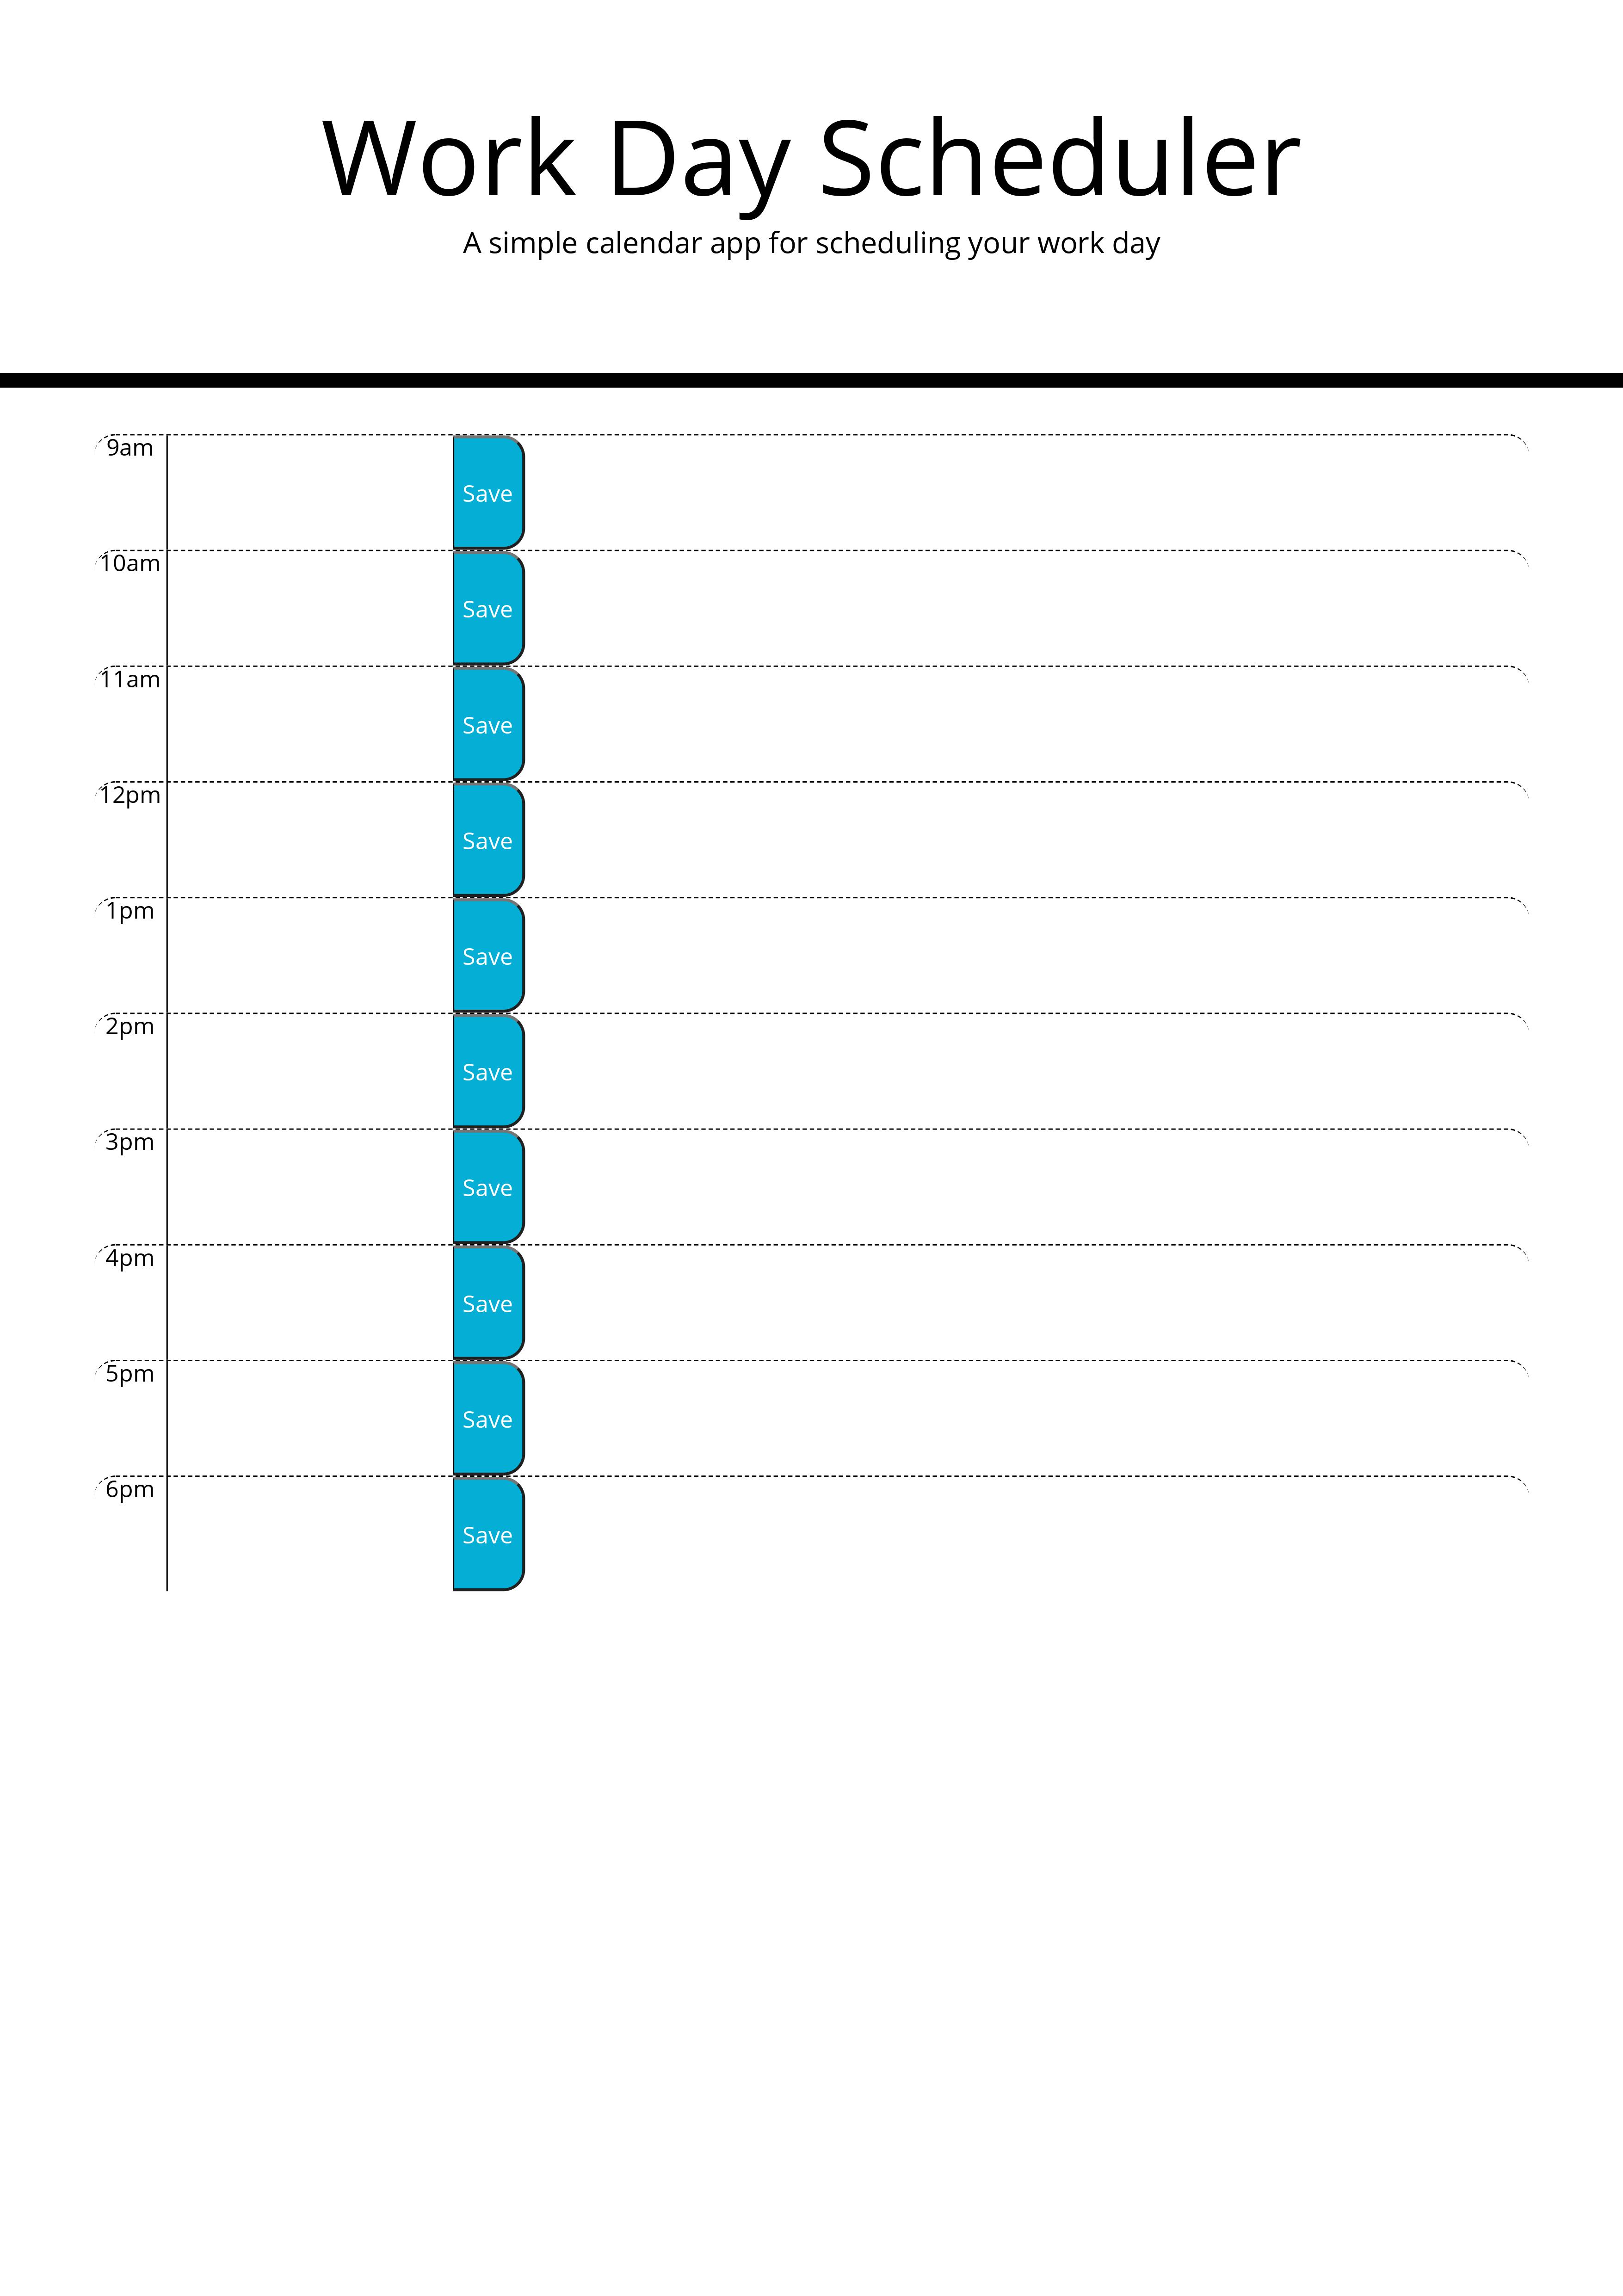 Work Day Scheduler
A simple calendar app for scheduling your work day
9am
Save
10am
Save
11am
Save
12pm
Save
1pm
Save
2pm
Save
3pm
Save
4pm
Save
5pm
Save
6pm
Save